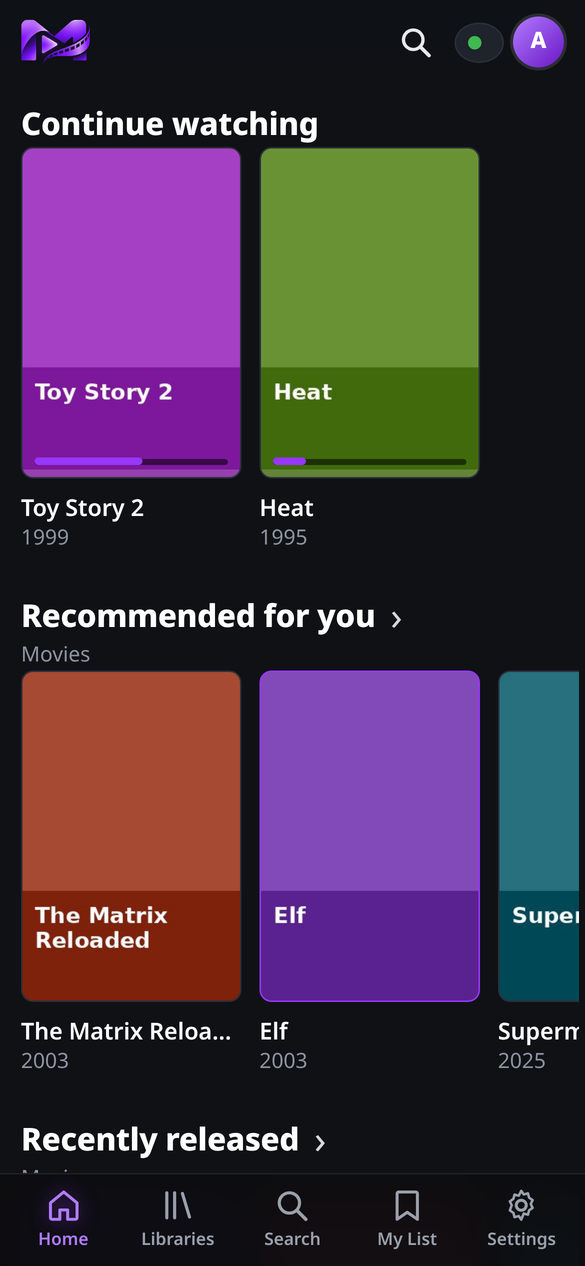 A
Continue watching
Toy Story 2
Heat
Toy Story 2
Heat
1999
1995
Recommended for you
Movies
The Matrix
Reloaded
Elf
The Matrix Reloa...
Elf
2003
2003
2025
Recently released
Home
Libraries
Search
My List
Settings